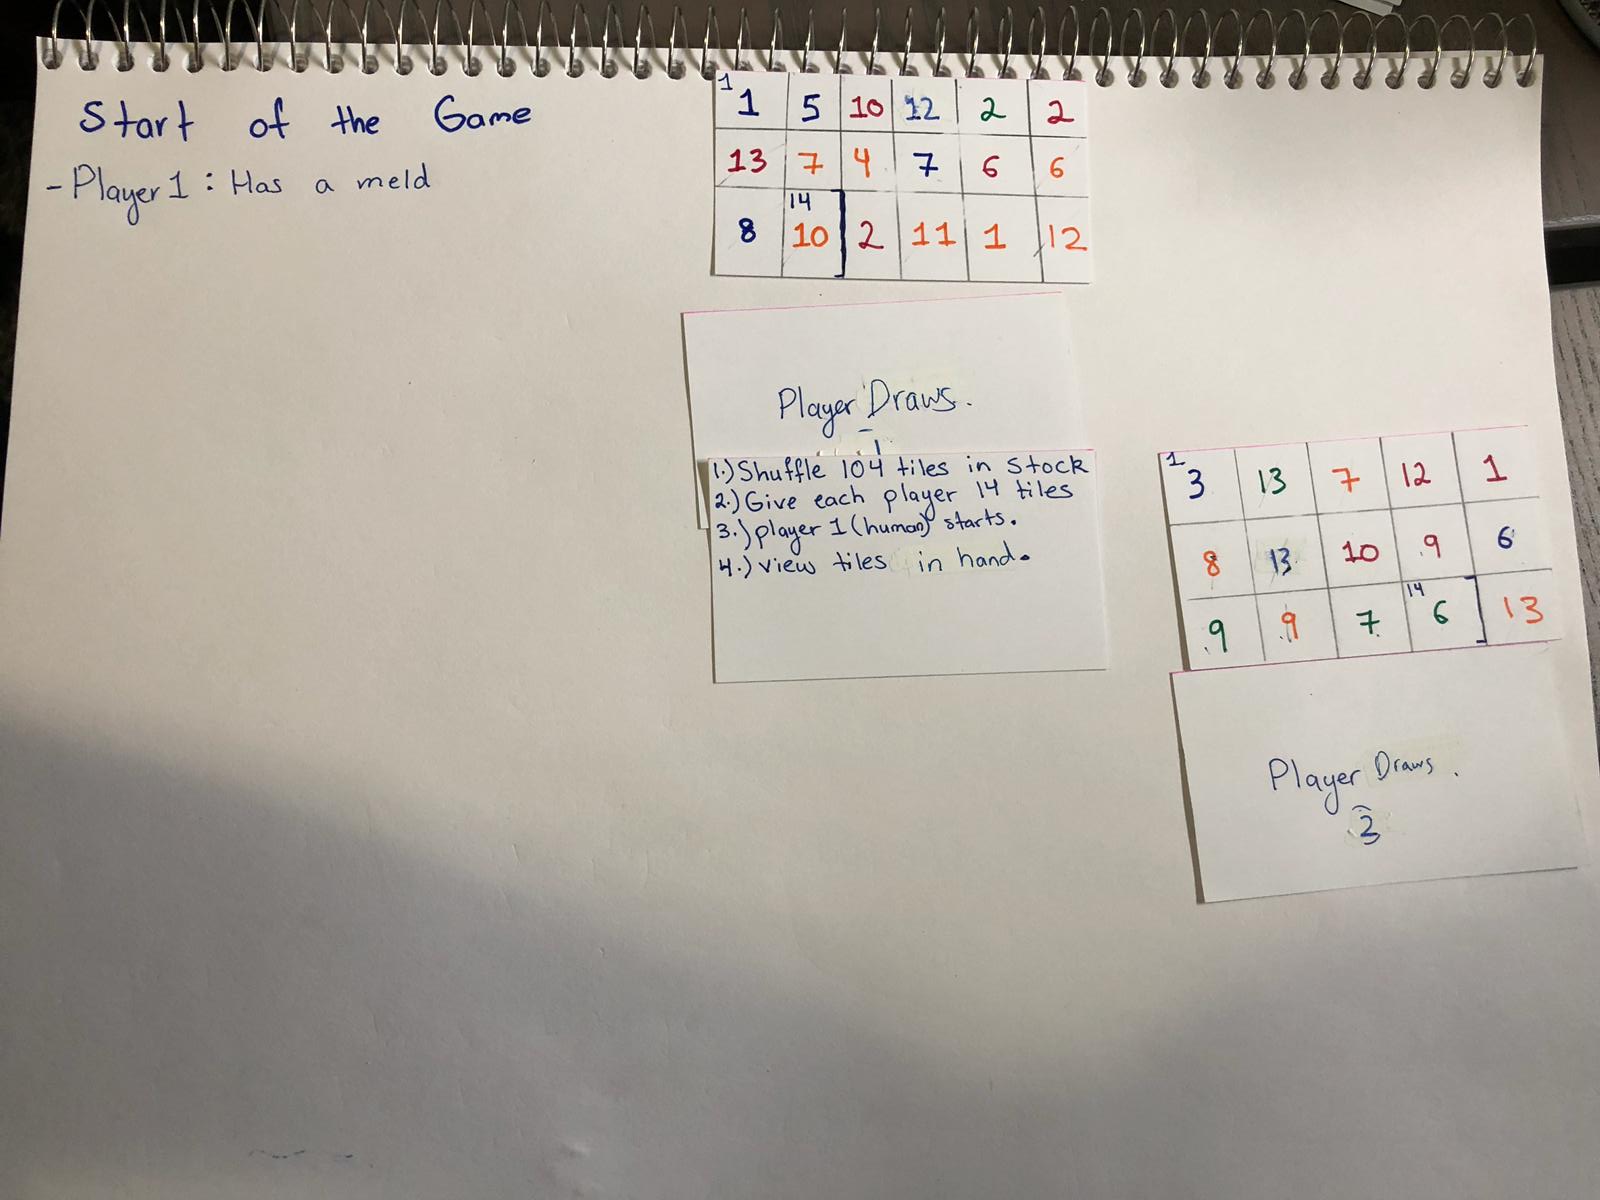 Start of the Game
- Player 1 : Has a meld
1
1 5 10 12 2 2
13 7 4 7 6 6
14
8 10 ] 2 11 1 12
Player Draws.
1
1.) Shuffle 104 tiles in stock
2.) Give each player 14 tiles
3.) player 1 (human) starts.
4.) view tiles in hand.
1
3 13 7 12 1
8 13 10 9 6
14
9 9 7 6 ] 13
Player Draws.
2